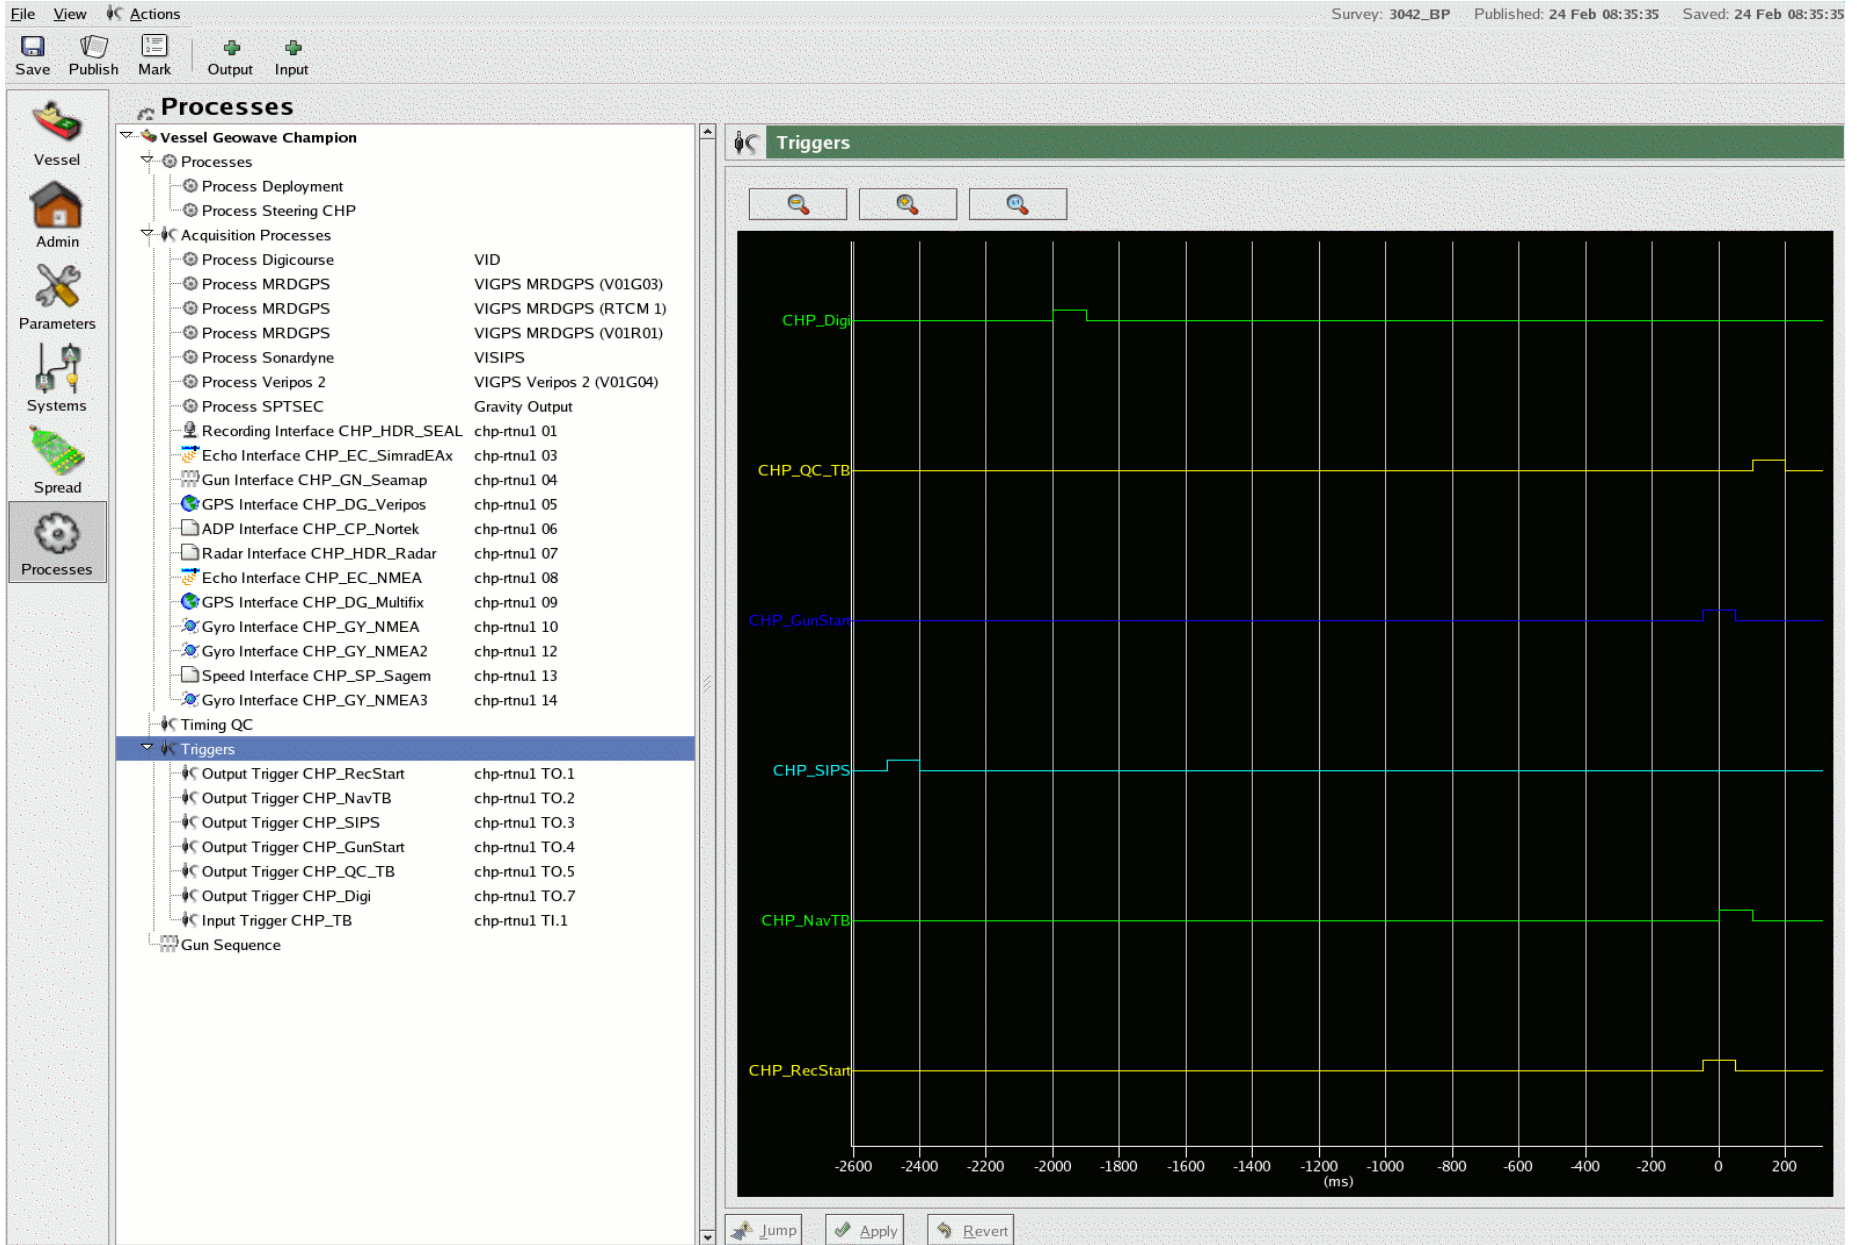 File View Actions
Survey: 3042_BP Published: 24 Feb 08:35:35 Saved: 24 Feb 08:35:35
Save Publish Mark Output Input
Vessel
Admin
Parameters
Systems
Spread
Processes
Processes
Vessel Geowave Champion
Processes
Process Deployment
Process Steering CHP
Acquisition Processes
Process Digicourse VID
Process MRDGPS VIGPS MRDGPS (V01G03)
Process MRDGPS VIGPS MRDGPS (RTCM 1)
Process MRDGPS VIGPS MRDGPS (V01R01)
Process Sonardyne VISIPS
Process Veripos 2 VIGPS Veripos 2 (V01G04)
Process SPTSEC Gravity Output
Recording Interface CHP_HDR_SEAL chp-rtnu1 01
Echo Interface CHP_EC_SimradEAx chp-rtnu1 03
Gun Interface CHP_GN_Seamap chp-rtnu1 04
GPS Interface CHP_DG_Veripos chp-rtnu1 05
ADP Interface CHP_CP_Nortek chp-rtnu1 06
Radar Interface CHP_HDR_Radar chp-rtnu1 07
Echo Interface CHP_EC_NMEA chp-rtnu1 08
GPS Interface CHP_DG_Multifix chp-rtnu1 09
Gyro Interface CHP_GY_NMEA chp-rtnu1 10
Gyro Interface CHP_GY_NMEA2 chp-rtnu1 12
Speed Interface CHP_SP_Sagem chp-rtnu1 13
Gyro Interface CHP_GY_NMEA3 chp-rtnu1 14
Timing QC
Triggers
Output Trigger CHP_RecStart chp-rtnu1 TO.1
Output Trigger CHP_NavTB chp-rtnu1 TO.2
Output Trigger CHP_SIPS chp-rtnu1 TO.3
Output Trigger CHP_GunStart chp-rtnu1 TO.4
Output Trigger CHP_QC_TB chp-rtnu1 TO.5
Output Trigger CHP_Digi chp-rtnu1 TO.7
Input Trigger CHP_TB chp-rtnu1 TI.1
Gun Sequence
Triggers
CHP_Digi
CHP_QC_TB
CHP_GunStart
CHP_SIPS
CHP_NavTB
CHP_RecStart
-2600 -2400 -2200 -2000 -1800 -1600 -1400 -1200 -1000 -800 -600 -400 -200 0 200
(ms)
Jump Apply Revert